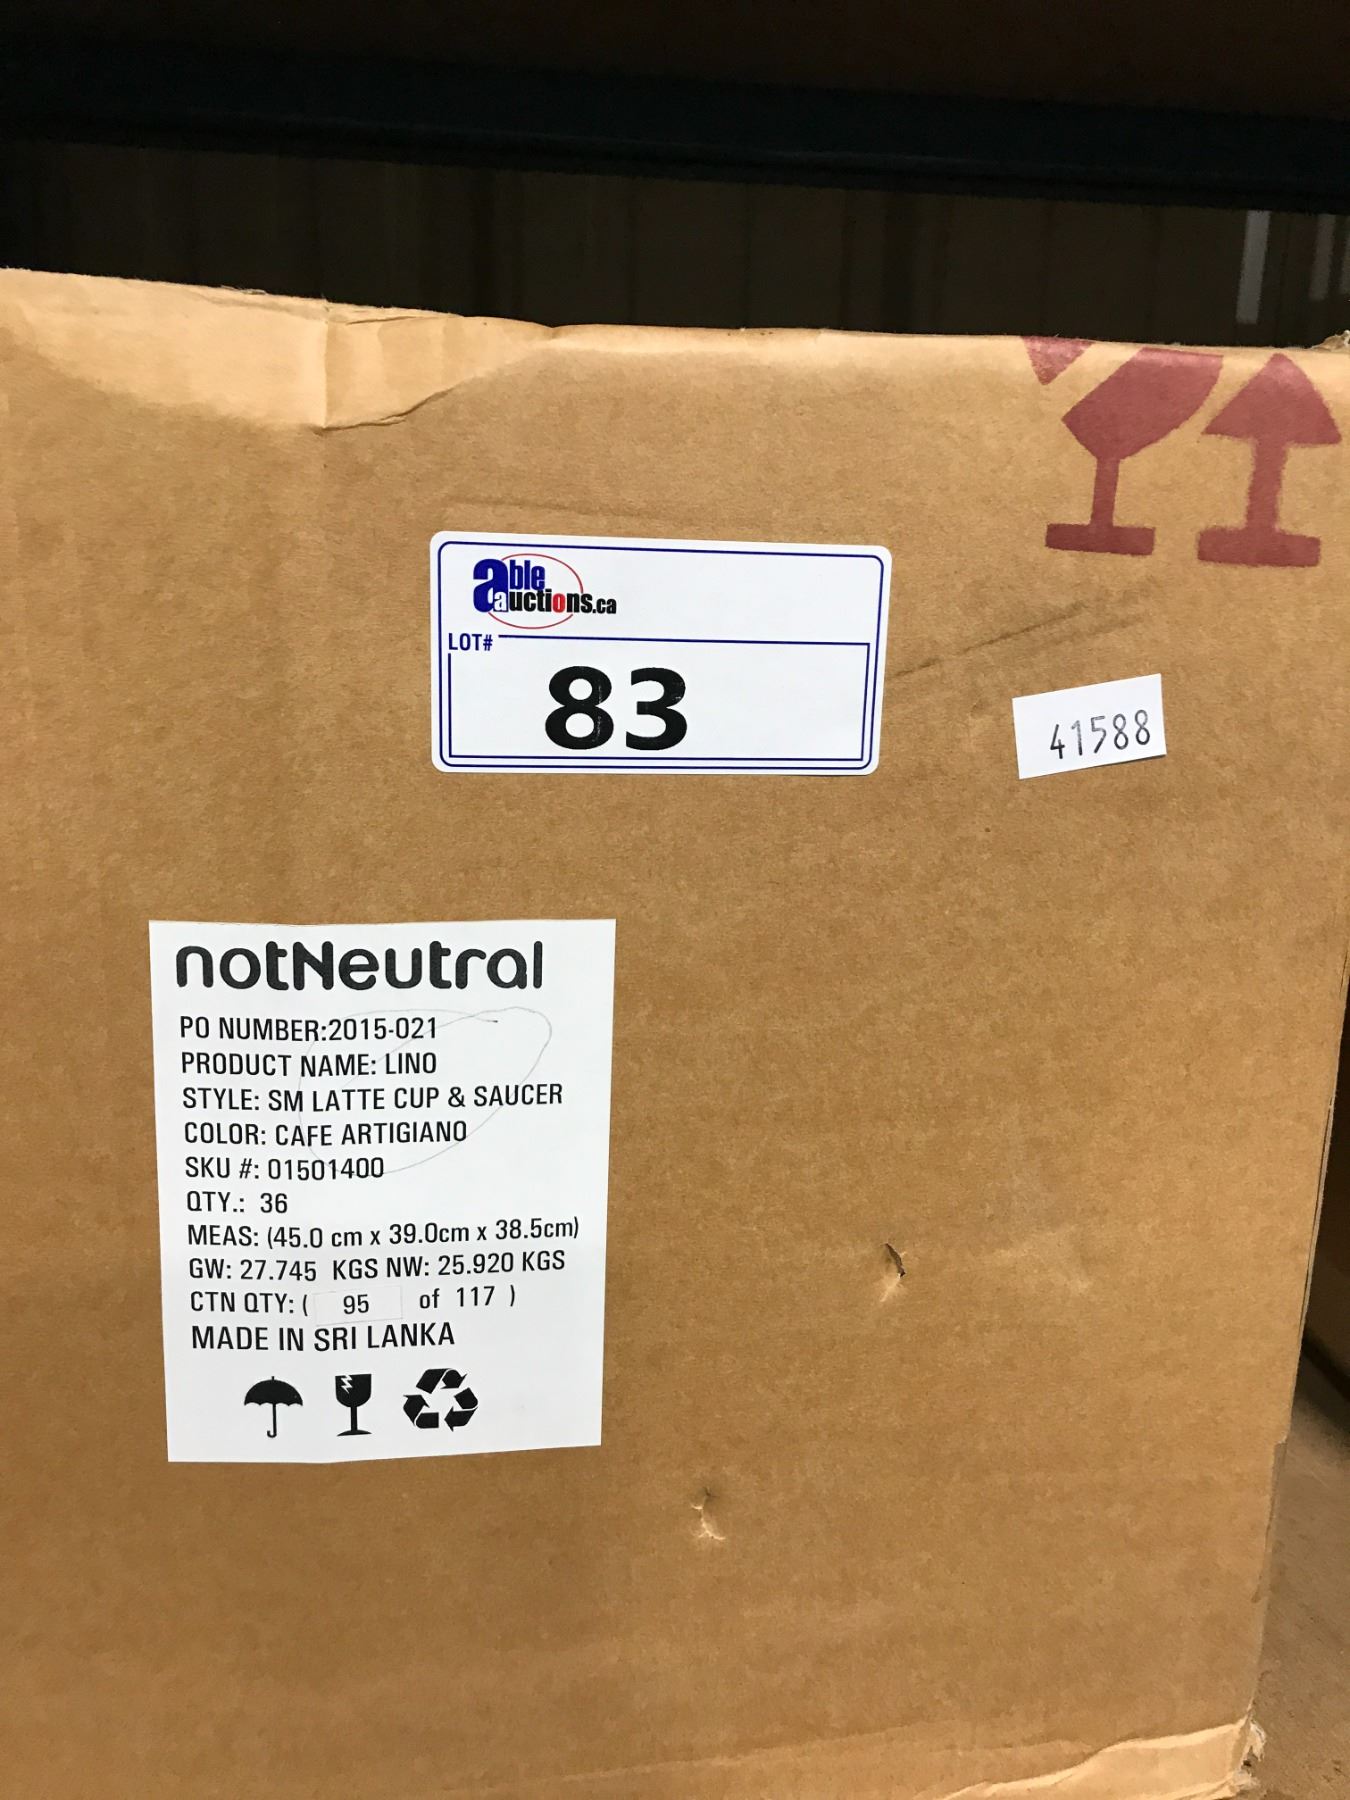 able
auctions.ca
LOT#
83
41588
notNeutral
PO NUMBER:2015-021
PRODUCT NAME: LINO
STYLE: SM LATTE CUP & SAUCER
COLOR: CAFE ARTIGIANO
SKU #: 01501400
QTY.: 36
MEAS: (45.0 cm x 39.0cm x 38.5cm)
GW: 27.745 KGS NW: 25.920 KGS
CTN QTY: ( 95 of 117 )
MADE IN SRI LANKA